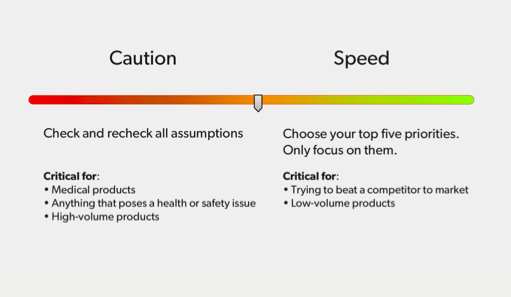 Caution
Speed
Check and recheck all assumptions
Critical for:
• Medical products
• Anything that poses a health or safety issue
• High-volume products
Choose your top five priorities.
Only focus on them.
Critical for:
• Trying to beat a competitor to market
• Low-volume products